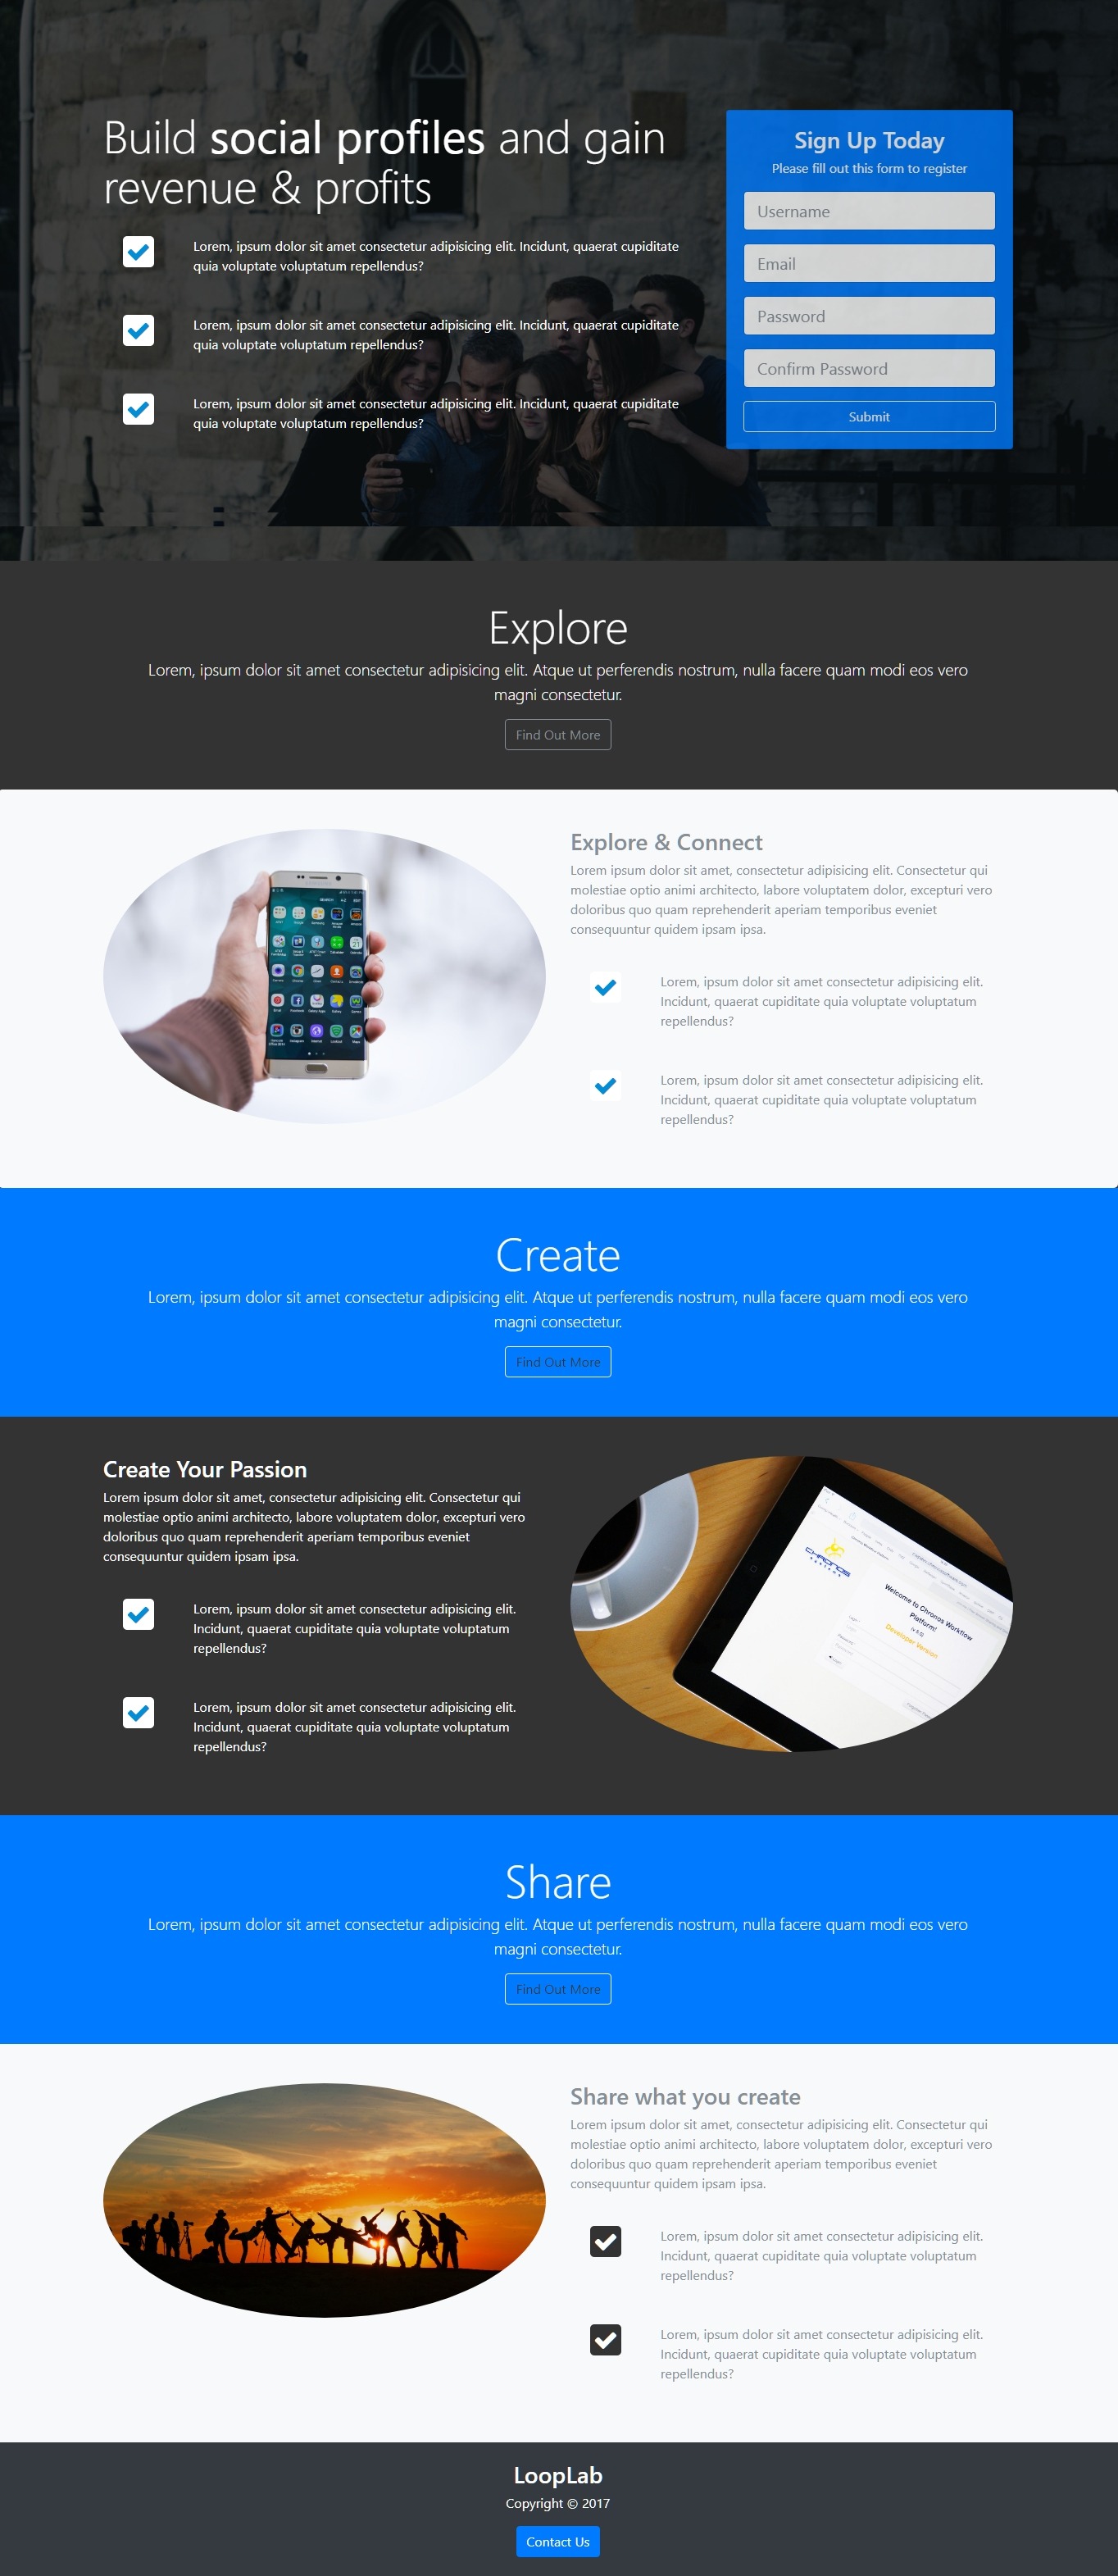 Build social profiles and gain
revenue & profits
Lorem, ipsum dolor sit amet consectetur adipisicing elit. Incidunt, quaerat cupiditate
quia voluptate voluptatum repellendus?
Lorem, ipsum dolor sit amet consectetur adipisicing elit. Incidunt, quaerat cupiditate
quia voluptate voluptatum repellendus?
Lorem, ipsum dolor sit amet consectetur adipisicing elit. Incidunt, quaerat cupiditate
quia voluptate voluptatum repellendus?
Sign Up Today
Please fill out this form to register
Username
Email
Password
Confirm Password
Submit
Explore
Lorem, ipsum dolor sit amet consectetur adipisicing elit. Atque ut perferendis nostrum, nulla facere quam modi eos vero
magni consectetur.
Find Out More
Explore & Connect
Lorem ipsum dolor sit amet, consectetur adipisicing elit. Consectetur qui
molestiae optio animi architecto, labore voluptatem dolor, excepturi vero
doloribus quo quam reprehenderit aperiam temporibus eveniet
consequuntur quidem ipsam ipsa.
Lorem, ipsum dolor sit amet consectetur adipisicing elit.
Incidunt, quaerat cupiditate quia voluptate voluptatum
repellendus?
Lorem, ipsum dolor sit amet consectetur adipisicing elit.
Incidunt, quaerat cupiditate quia voluptate voluptatum
repellendus?
Create
Lorem, ipsum dolor sit amet consectetur adipisicing elit. Atque ut perferendis nostrum, nulla facere quam modi eos vero
magni consectetur.
Find Out More
Create Your Passion
Lorem ipsum dolor sit amet, consectetur adipisicing elit. Consectetur qui
molestiae optio animi architecto, labore voluptatem dolor, excepturi vero
doloribus quo quam reprehenderit aperiam temporibus eveniet
consequuntur quidem ipsam ipsa.
Lorem, ipsum dolor sit amet consectetur adipisicing elit.
Incidunt, quaerat cupiditate quia voluptate voluptatum
repellendus?
Lorem, ipsum dolor sit amet consectetur adipisicing elit.
Incidunt, quaerat cupiditate quia voluptate voluptatum
repellendus?
CHRONOS
Welcome to Chronos Workflow
Platform!
Developer Version
Share
Lorem, ipsum dolor sit amet consectetur adipisicing elit. Atque ut perferendis nostrum, nulla facere quam modi eos vero
magni consectetur.
Find Out More
Share what you create
Lorem ipsum dolor sit amet, consectetur adipisicing elit. Consectetur qui
molestiae optio animi architecto, labore voluptatem dolor, excepturi vero
doloribus quo quam reprehenderit aperiam temporibus eveniet
consequuntur quidem ipsam ipsa.
Lorem, ipsum dolor sit amet consectetur adipisicing elit.
Incidunt, quaerat cupiditate quia voluptate voluptatum
repellendus?
Lorem, ipsum dolor sit amet consectetur adipisicing elit.
Incidunt, quaerat cupiditate quia voluptate voluptatum
repellendus?
LoopLab
Copyright © 2017
Contact Us